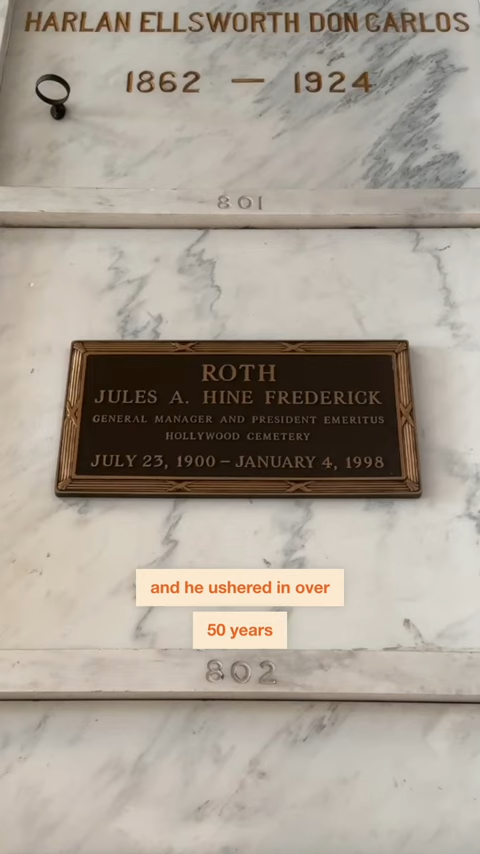 HARLAN ELLSWORTH DON CARLOS
1862 — 1924
801
ROTH
JULES A. HINE FREDERICK
GENERAL MANAGER AND PRESIDENT EMERITUS
HOLLYWOOD CEMETERY
JULY 23, 1900 – JANUARY 4, 1998
and he ushered in over
50 years
802